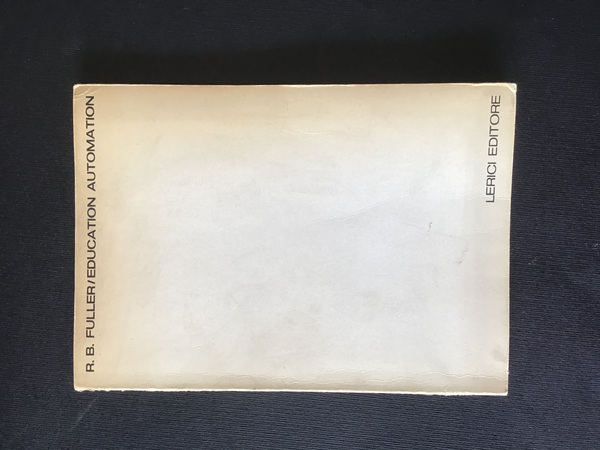 R. B. FULLER/EDUCATION AUTOMATION
LERICI EDITORE